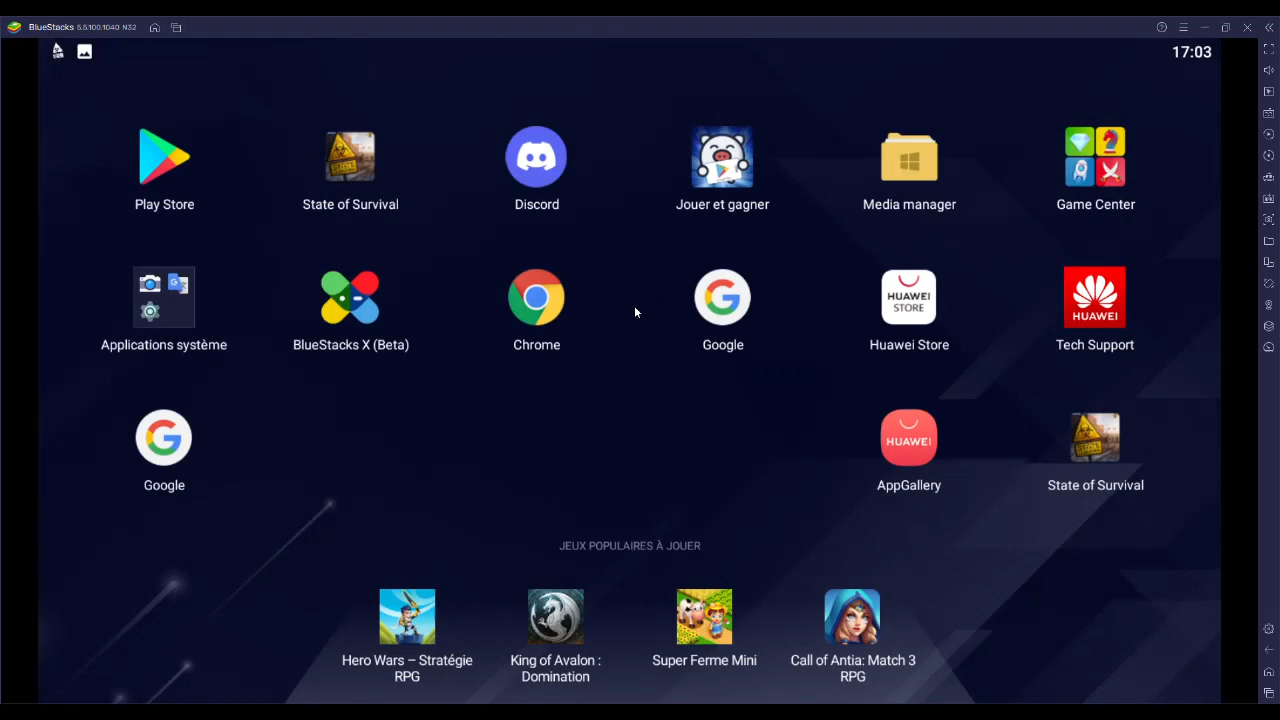 BlueStacks 5.5.100.1040 N32
17:03
Play Store
State of Survival
Discord
Jouer et gagner
Media manager
Game Center
Applications système
BlueStacks X (Beta)
Chrome
Google
HUAWEI
STORE
Huawei Store
HUAWEI
Tech Support
Google
HUAWEI
AppGallery
State of Survival
JEUX POPULAIRES À JOUER
Hero Wars – Stratégie
RPG
King of Avalon :
Domination
Super Ferme Mini
Call of Antia: Match 3
RPG